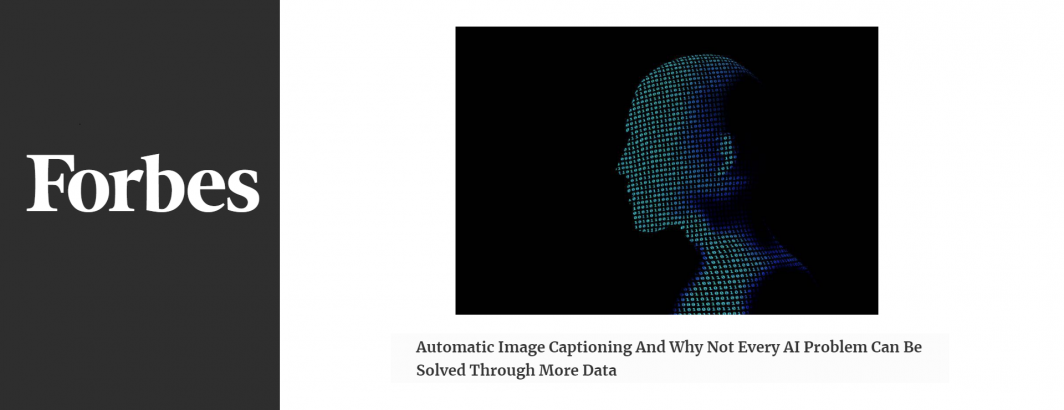 Forbes
Automatic Image Captioning And Why Not Every AI Problem Can Be
Solved Through More Data